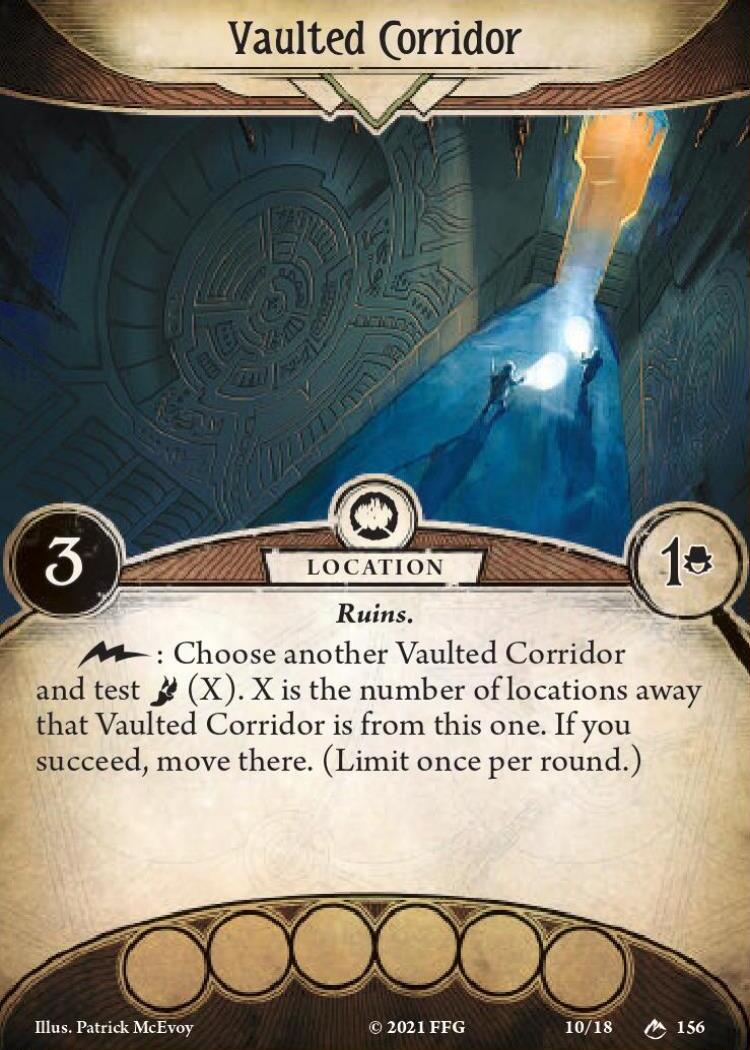 Vaulted Corridor
3
LOCATION
1
Ruins.
: Choose another Vaulted Corridor
and test (X). X is the number of locations away
that Vaulted Corridor is from this one. If you
succeed, move there. (Limit once per round.)
Illus. Patrick McEvoy © 2021 FFG 10/18 156